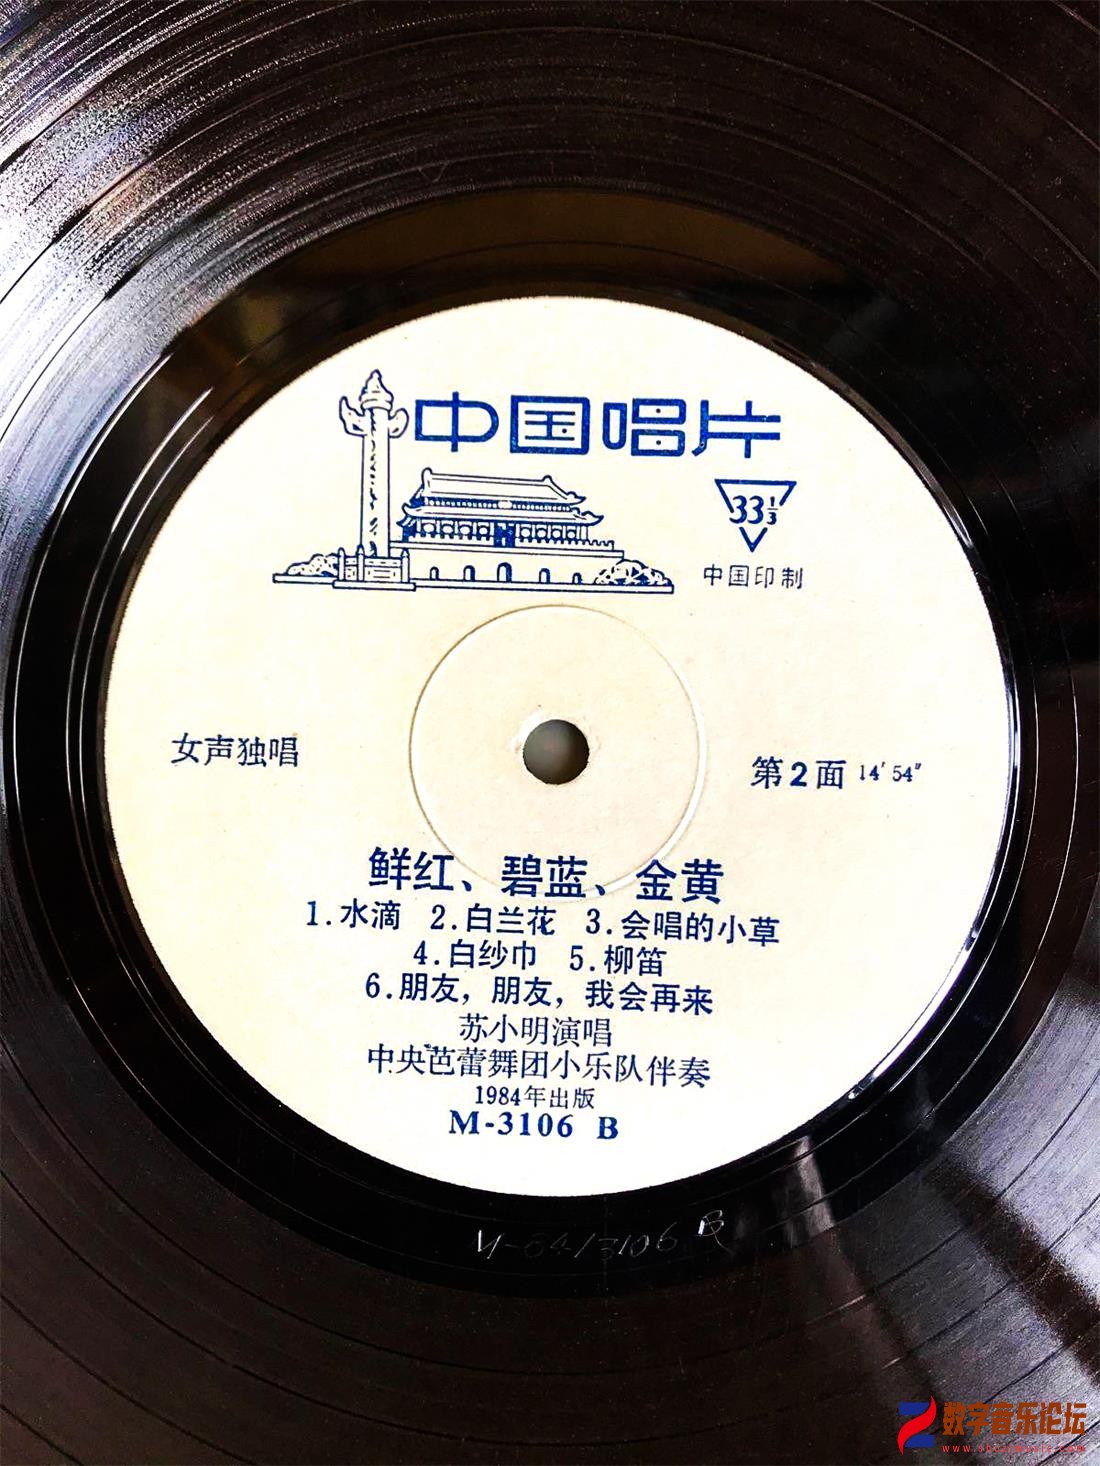 中国唱片
33⅓
中国印制
女声独唱
第2面 14′54″
鲜红、碧蓝、金黄
1.水滴 2.白兰花 3.会唱的小草
4.白纱巾 5.柳笛
6.朋友，朋友，我会再来
苏小明演唱
中央芭蕾舞团小乐队伴奏
1984年出版
M-3106 B
M-84/3106 B
数字音乐论坛